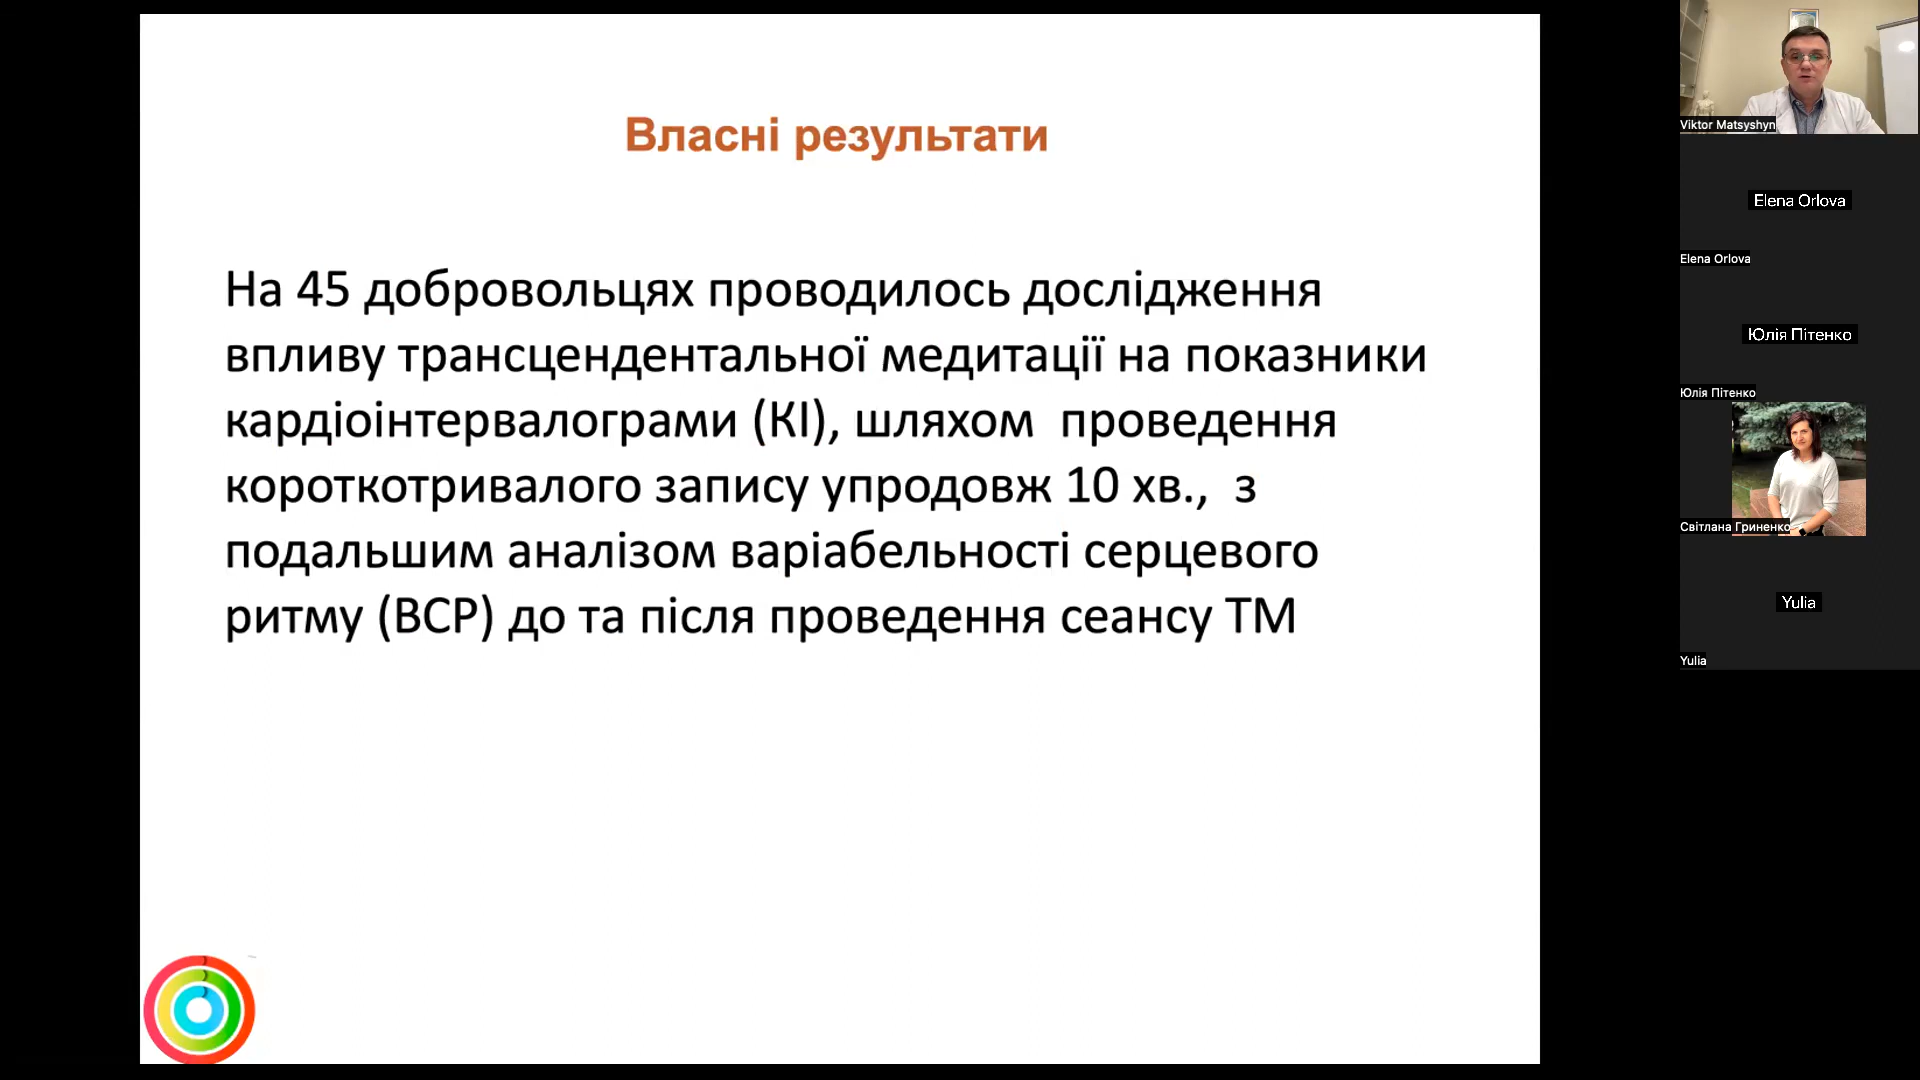 Власні результати
На 45 добровольцях проводилось дослідження
впливу трансцендентальної медитації на показники
кардіоінтервалограми (КІ), шляхом  проведення
короткотривалого запису упродовж 10 хв.,  з
подальшим аналізом варіабельності серцевого
ритму (ВСР) до та після проведення сеансу ТМ
Viktor Matsyshyn
Elena Orlova
Elena Orlova
Юлія Пітенко
Юлія Пітенко
Світлана Гриненко
Yulia
Yulia